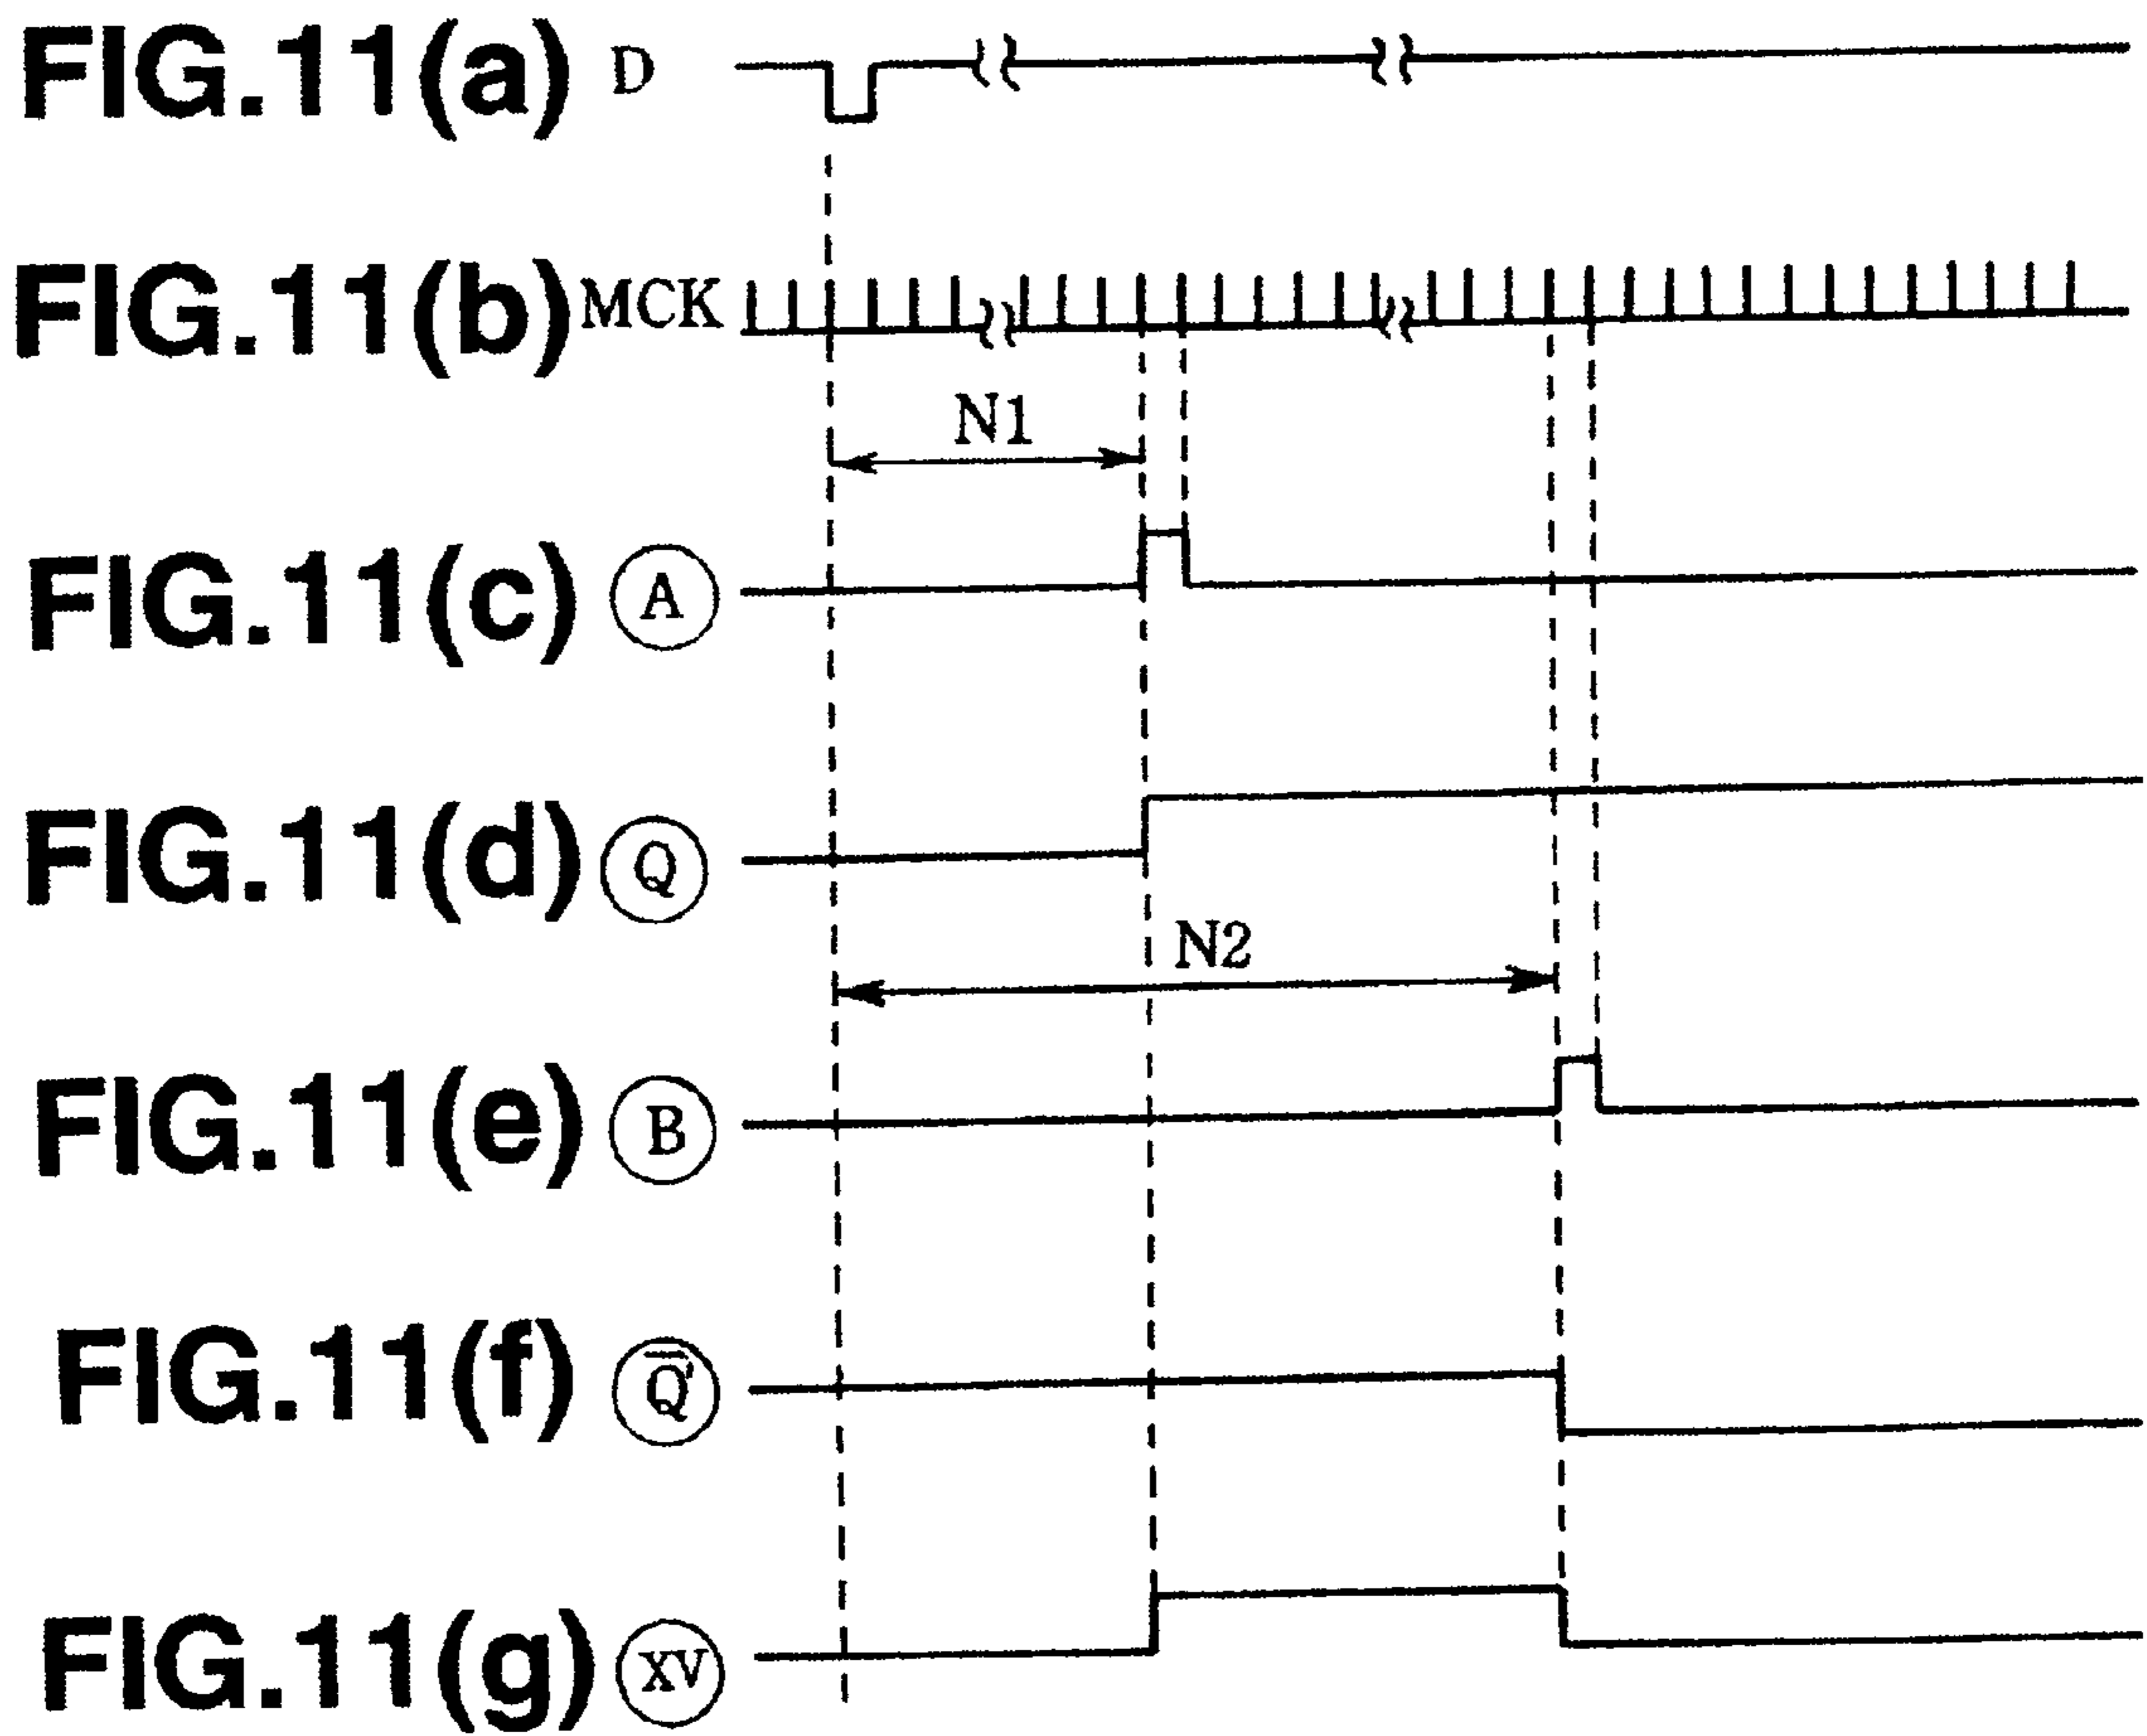 FIG.11(a) D
FIG.11(b) MCK
N1
FIG.11(c) A
FIG.11(d) Q
N2
FIG.11(e) B
FIG.11(f) Q̅
FIG.11(g) XV